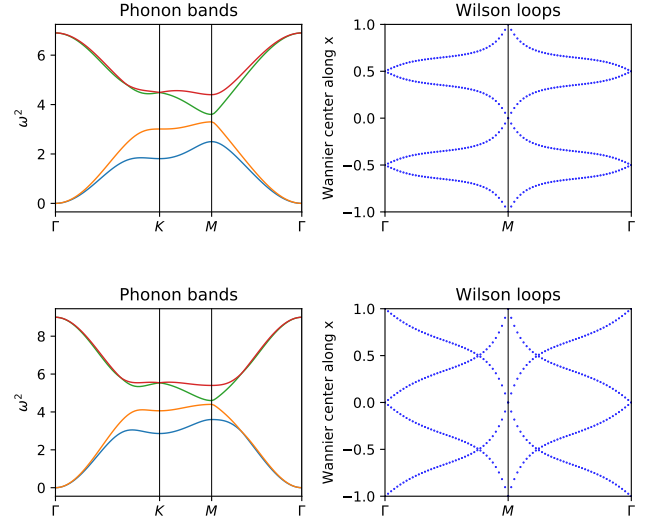 Phonon bands
ω²
6
4
2
0
Γ
K
M
Γ
Wilson loops
Wannier center along x
1.0
0.5
0.0
−0.5
−1.0
Γ
M
Γ
Phonon bands
ω²
8
6
4
2
0
Γ
K
M
Γ
Wilson loops
Wannier center along x
1.0
0.5
0.0
−0.5
−1.0
Γ
M
Γ